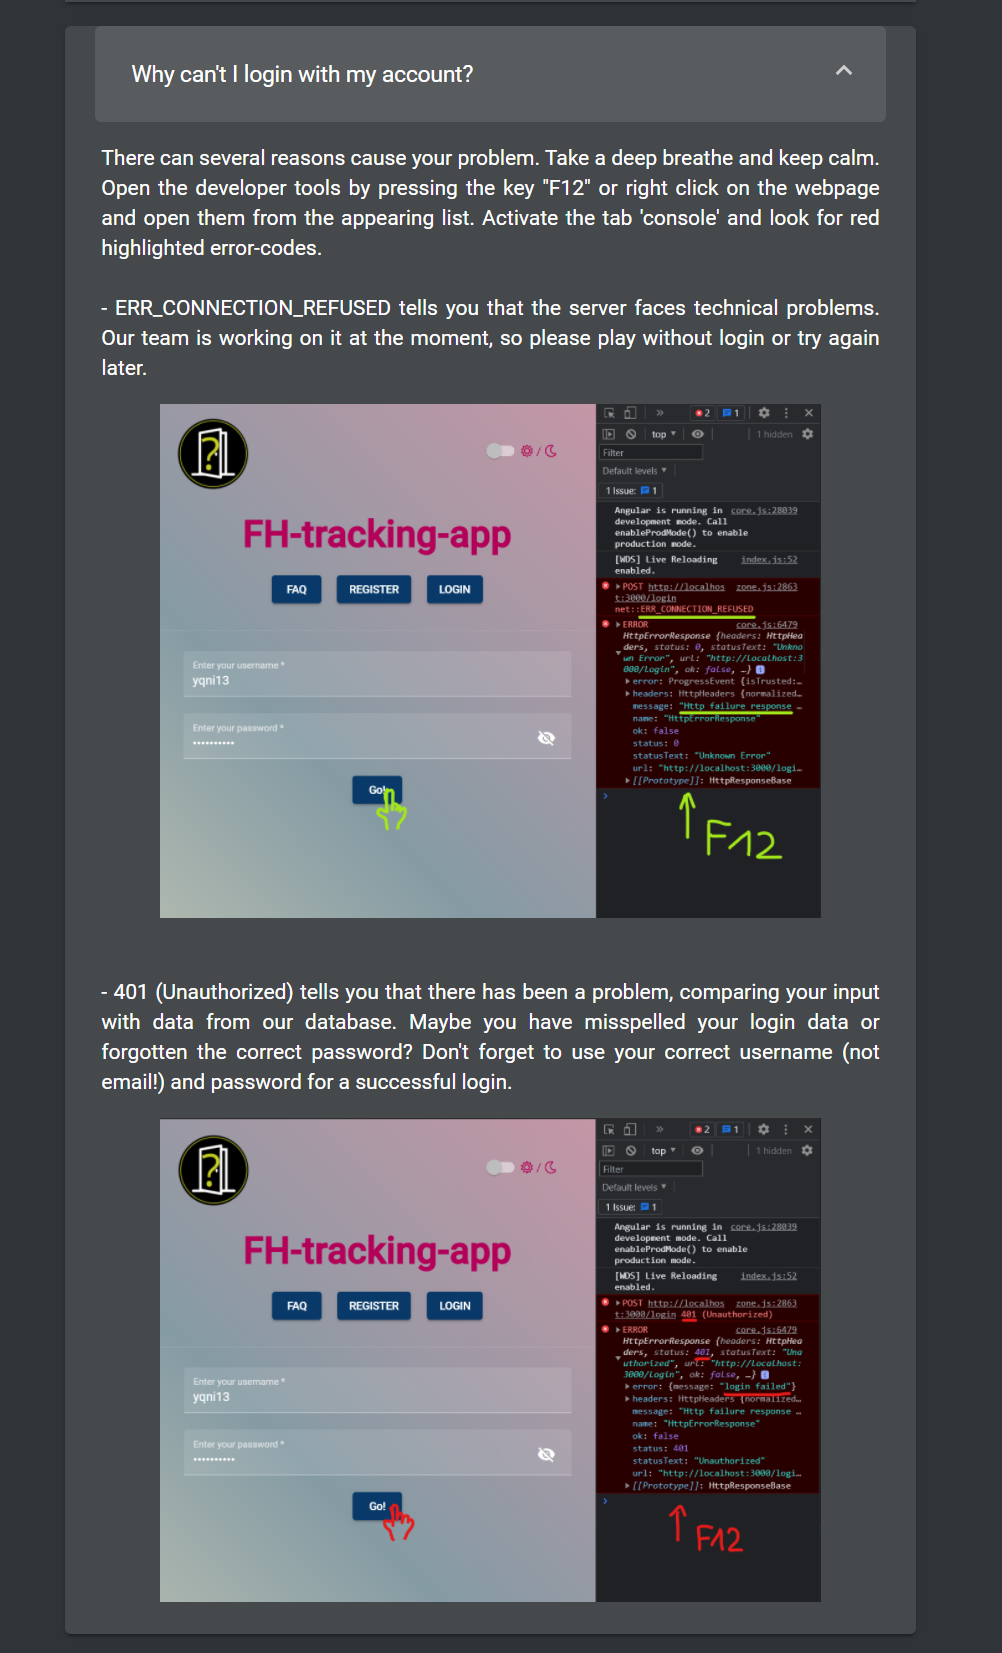 Why can't I login with my account?
There can several reasons cause your problem. Take a deep breathe and keep calm.
Open the developer tools by pressing the key "F12" or right click on the webpage
and open them from the appearing list. Activate the tab 'console' and look for red
highlighted error-codes.
- ERR_CONNECTION_REFUSED tells you that the server faces technical problems.
Our team is working on it at the moment, so please play without login or try again
later.
?
/
FH-tracking-app
FAQ REGISTER LOGIN
Enter your username *
yqni13
Enter your password *
••••••••••
Go!
» 2 1
top 1 hidden
Filter
Default levels
1 Issue: 1
Angular is running in core.js:28039
development mode. Call
enableProdMode() to enable
production mode.
[WDS] Live Reloading index.js:52
enabled.
POST http://localhos zone.js:2863
t:3000/login
net::ERR_CONNECTION_REFUSED
ERROR core.js:6479
HttpErrorResponse {headers: HttpHea
ders, status: 0, statusText: "Unkno
wn Error", url: "http://localhost:3
000/login", ok: false, …}
error: ProgressEvent {isTrusted:…
headers: HttpHeaders {normalized…
message: "Http failure response …
name: "HttpErrorResponse"
ok: false
status: 0
statusText: "Unknown Error"
url: "http://localhost:3000/logi…
[[Prototype]]: HttpResponseBase
F12
- 401 (Unauthorized) tells you that there has been a problem, comparing your input
with data from our database. Maybe you have misspelled your login data or
forgotten the correct password? Don't forget to use your correct username (not
email!) and password for a successful login.
?
/
FH-tracking-app
FAQ REGISTER LOGIN
Enter your username *
yqni13
Enter your password *
••••••••••
Go!
» 2 1
top 1 hidden
Filter
Default levels
1 Issue: 1
Angular is running in core.js:28039
development mode. Call
enableProdMode() to enable
production mode.
[WDS] Live Reloading index.js:52
enabled.
POST http://localhos zone.js:2863
t:3000/login 401 (Unauthorized)
ERROR core.js:6479
HttpErrorResponse {headers: HttpHea
ders, status: 401, statusText: "Una
uthorized", url: "http://localhost:
3000/login", ok: false, …}
error: {message: "login failed"}
headers: HttpHeaders {normalized…
message: "Http failure response …
name: "HttpErrorResponse"
ok: false
status: 401
statusText: "Unauthorized"
url: "http://localhost:3000/logi…
[[Prototype]]: HttpResponseBase
F12